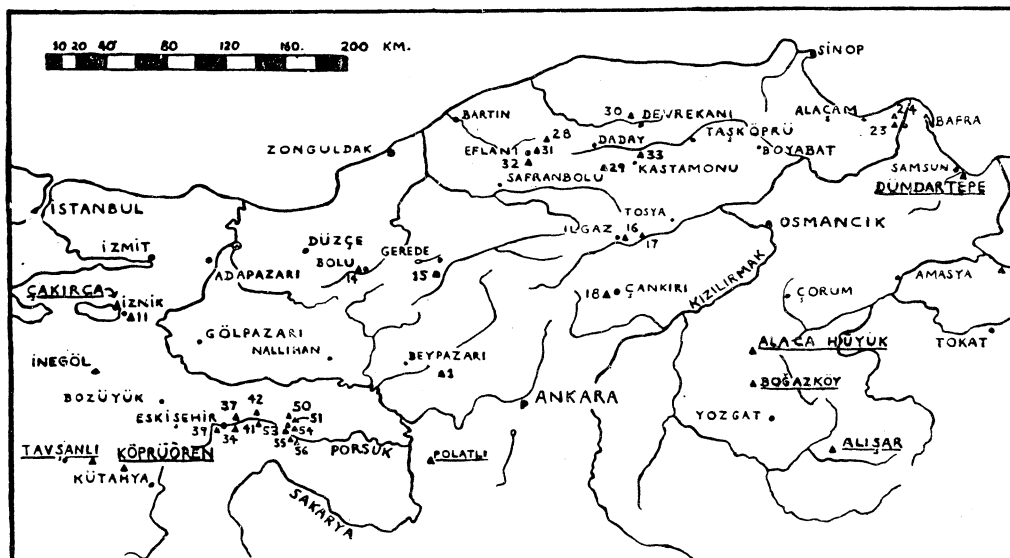 10 20 40 80 120 160. 200 KM.
SİNOP
BARTIN
30
DEVREKANI
ALAÇAM
24
23
BAFRA
ZONGULDAK
28
EFLANI
31
32
DADAY
TAŞKÖPRÜ
BOYABAT
29
33
KASTAMONU
SAFRANBOLU
SAMSUN
DÜNDARTEPE
İSTANBUL
TOSYA
ILGAZ
16
17
OSMANCIK
İZMİT
DÜZÇE
BOLU
14
GEREDE
15
ADAPAZARI
ÇAKIRCA
İZNİK
11
18
ÇANKIRI
KIZILIRMAK
ÇORUM
AMASYA
TOKAT
GÖLPAZARI
NALLIHAN
BEYPAZARI
1
ALACA HÜYÜK
İNEGÖL
BOĞAZKÖY
BOZÜYÜK
ANKARA
YOZGAT
ESKİŞEHİR
37
42
50
51
39
34
41
53
54
55
56
PORSUK
TAVŞANLI
KÖPRÜÖREN
POLATLI
ALIŞAR
KÜTAHYA
SAKARYA